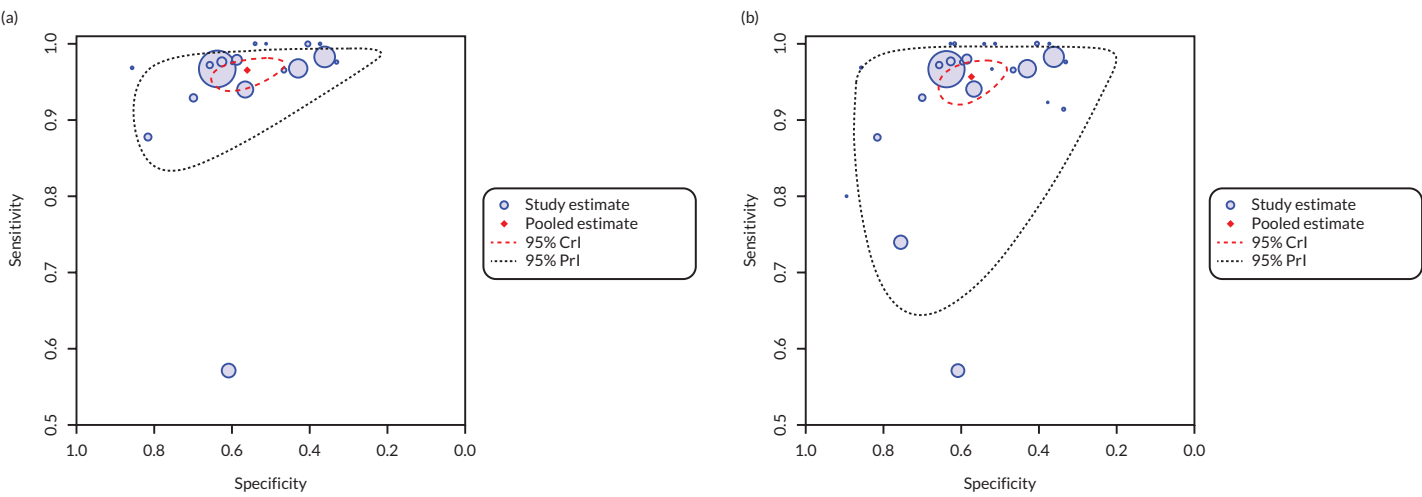 (a)
1.0
0.9
0.8
0.7
0.6
0.5
Sensitivity
1.0 0.8 0.6 0.4 0.2 0.0
Specificity
Study estimate
Pooled estimate
95% CrI
95% PrI
(b)
1.0
0.9
0.8
0.7
0.6
0.5
Sensitivity
1.0 0.8 0.6 0.4 0.2 0.0
Specificity
Study estimate
Pooled estimate
95% CrI
95% PrI